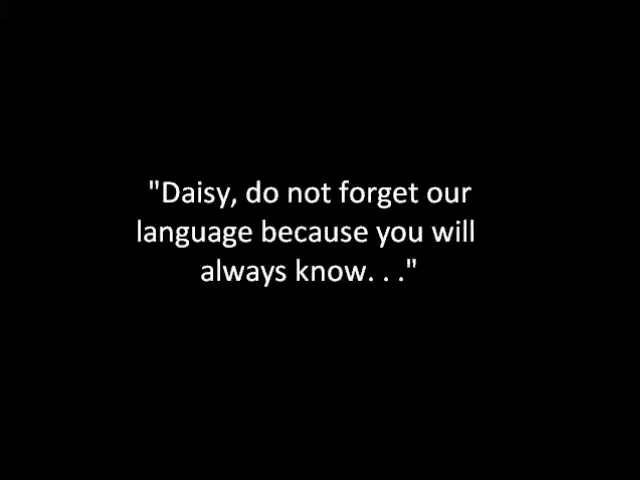 "Daisy, do not forget our
language because you will
always know. . ."